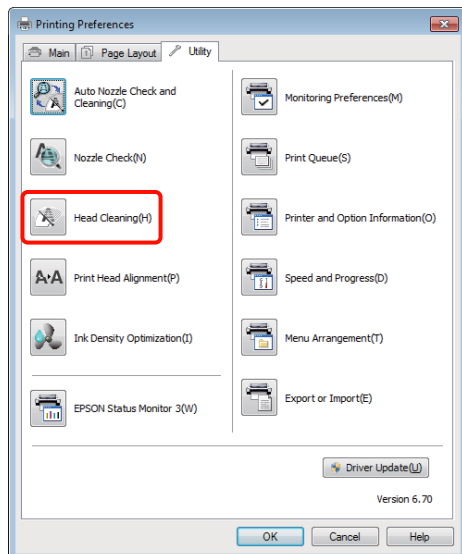 Printing Preferences
Main
Page Layout
Utility
Auto Nozzle Check and
Cleaning(C)
Nozzle Check(N)
Head Cleaning(H)
Print Head Alignment(P)
Ink Density Optimization(I)
EPSON Status Monitor 3(W)
Monitoring Preferences(M)
Print Queue(S)
Printer and Option Information(O)
Speed and Progress(D)
Menu Arrangement(T)
Export or Import(E)
Driver Update(U)
Version 6.70
OK
Cancel
Help